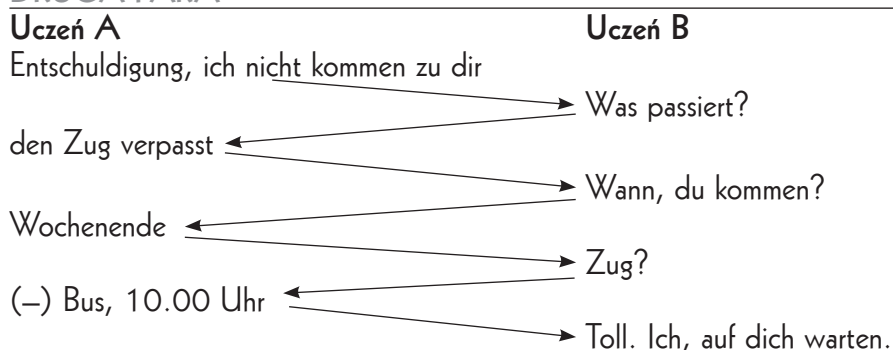 Uczeń A
Uczeń B
Entschuldigung, ich nicht kommen zu dir
Was passiert?
den Zug verpasst
Wann, du kommen?
Wochenende
Zug?
(–) Bus, 10.00 Uhr
Toll. Ich, auf dich warten.